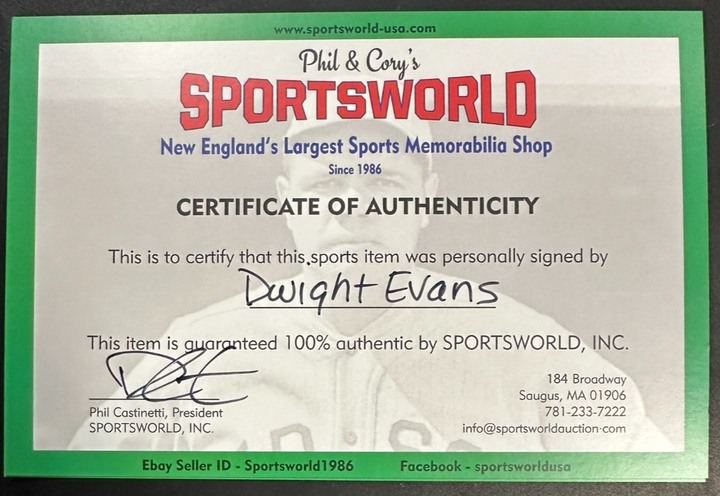 www.sportsworld-usa.com
Phil & Cory's
SPORTSWORLD
New England's Largest Sports Memorabilia Shop
Since 1986
CERTIFICATE OF AUTHENTICITY
This is to certify that this sports item was personally signed by
Dwight Evans
This item is guaranteed 100% authentic by SPORTSWORLD, INC.
Phil Castinetti, President
SPORTSWORLD, INC.
184 Broadway
Saugus, MA 01906
781-233-7222
info@sportsworldauction.com
Ebay Seller ID - Sportsworld1986 Facebook - sportsworldusa